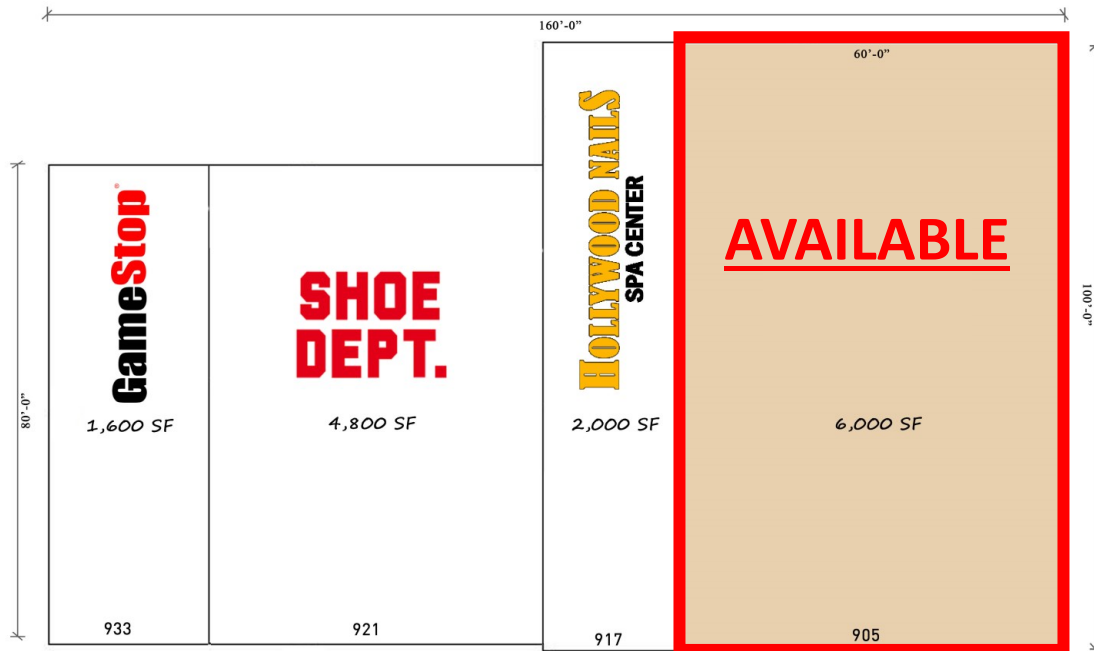 160'-0"
60'-0"
HOLLYWOOD NAILS
SPA CENTER
GameStop
AVAILABLE
SHOE
DEPT.
100'-0"
80'-0"
1,600 SF
4,800 SF
2,000 SF
6,000 SF
933
921
917
905